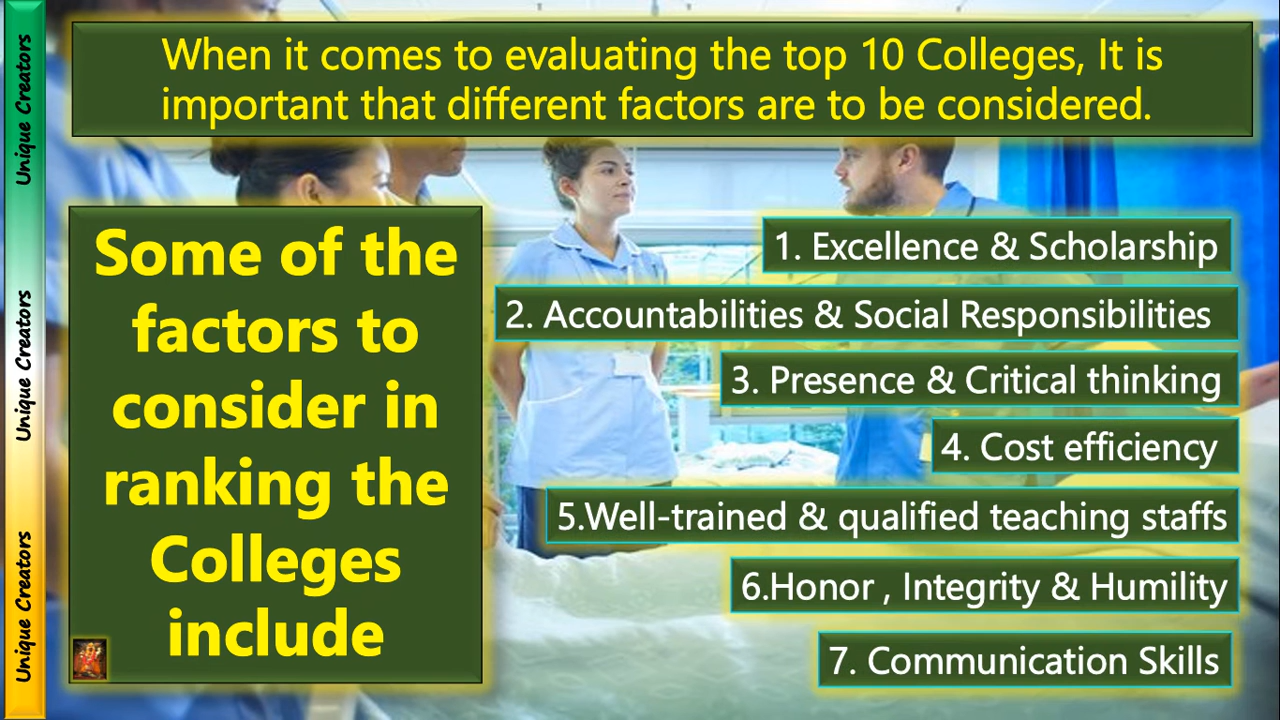 When it comes to evaluating the top 10 Colleges, It is
important that different factors are to be considered.
Some of the
factors to
consider in
ranking the
Colleges
include
1. Excellence & Scholarship
2. Accountabilities & Social Responsibilities
3. Presence & Critical thinking
4. Cost efficiency
5.Well-trained & qualified teaching staffs
6.Honor , Integrity & Humility
7. Communication Skills
Unique Creators
Unique Creators
Unique Creators